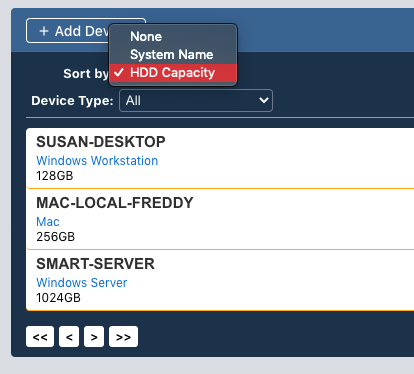 + Add Dev
None
System Name
Sort by
✓ HDD Capacity
Device Type: All
SUSAN-DESKTOP
Windows Workstation
128GB
MAC-LOCAL-FREDDY
Mac
256GB
SMART-SERVER
Windows Server
1024GB
<< < > >>